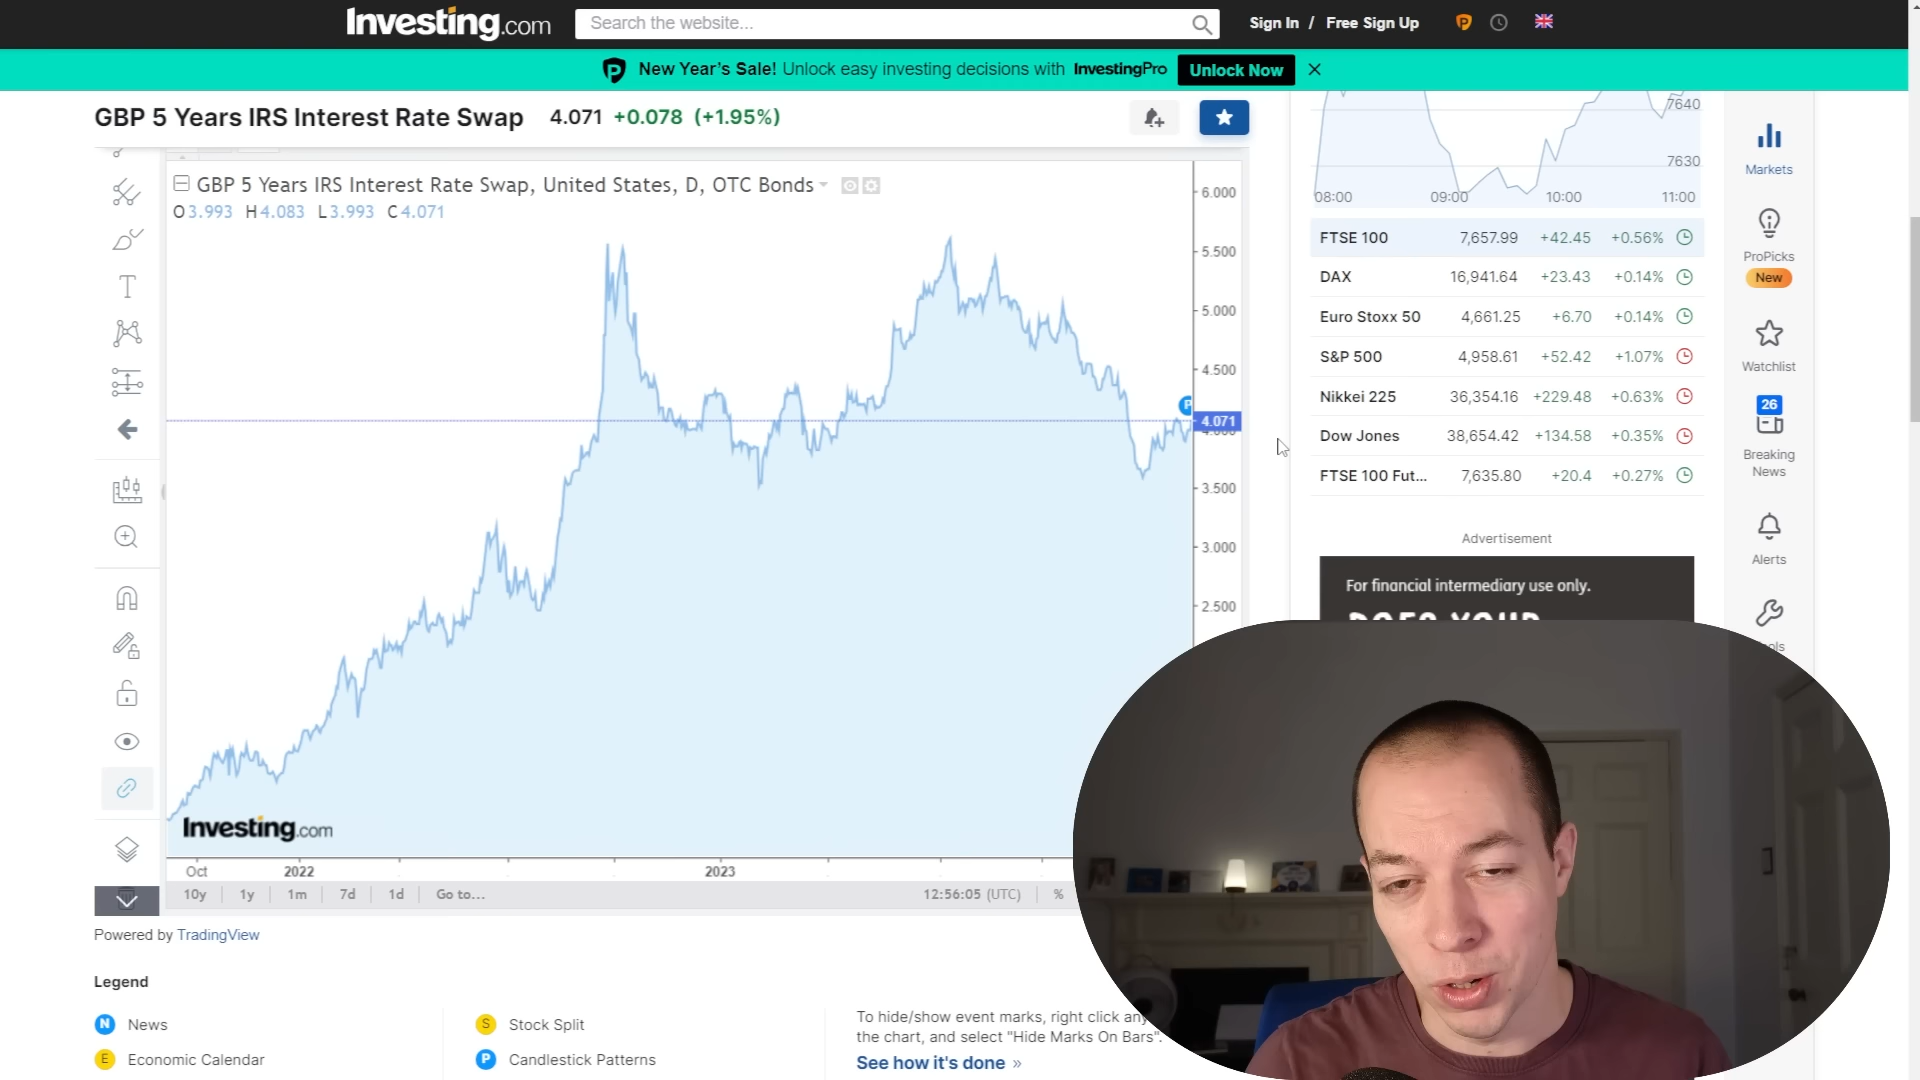 Investing.com
Search the website...
Sign In / Free Sign Up
New Year's Sale! Unlock easy investing decisions with InvestingPro
Unlock Now
GBP 5 Years IRS Interest Rate Swap 4.071 +0.078 (+1.95%)
GBP 5 Years IRS Interest Rate Swap, United States, D, OTC Bonds
O 3.993 H 4.083 L 3.993 C 4.071
6.000
5.500
5.000
4.500
P
4.071
3.500
3.000
2.500
Investing.com
Oct 2022 2023
10y 1y 1m 7d 1d Go to... 12:56:05 (UTC) %
Powered by TradingView
Legend
N News
E Economic Calendar
S Stock Split
P Candlestick Patterns
To hide/show event marks, right click any
the chart, and select "Hide Marks On Bars".
See how it's done »
7640
7630
08:00 09:00 10:00 11:00
FTSE 100 7,657.99 +42.45 +0.56%
DAX 16,941.64 +23.43 +0.14%
Euro Stoxx 50 4,661.25 +6.70 +0.14%
S&P 500 4,958.61 +52.42 +1.07%
Nikkei 225 36,354.16 +229.48 +0.63%
Dow Jones 38,654.42 +134.58 +0.35%
FTSE 100 Fut... 7,635.80 +20.4 +0.27%
Advertisement
For financial intermediary use only.
Markets
ProPicks
New
Watchlist
26
Breaking
News
Alerts